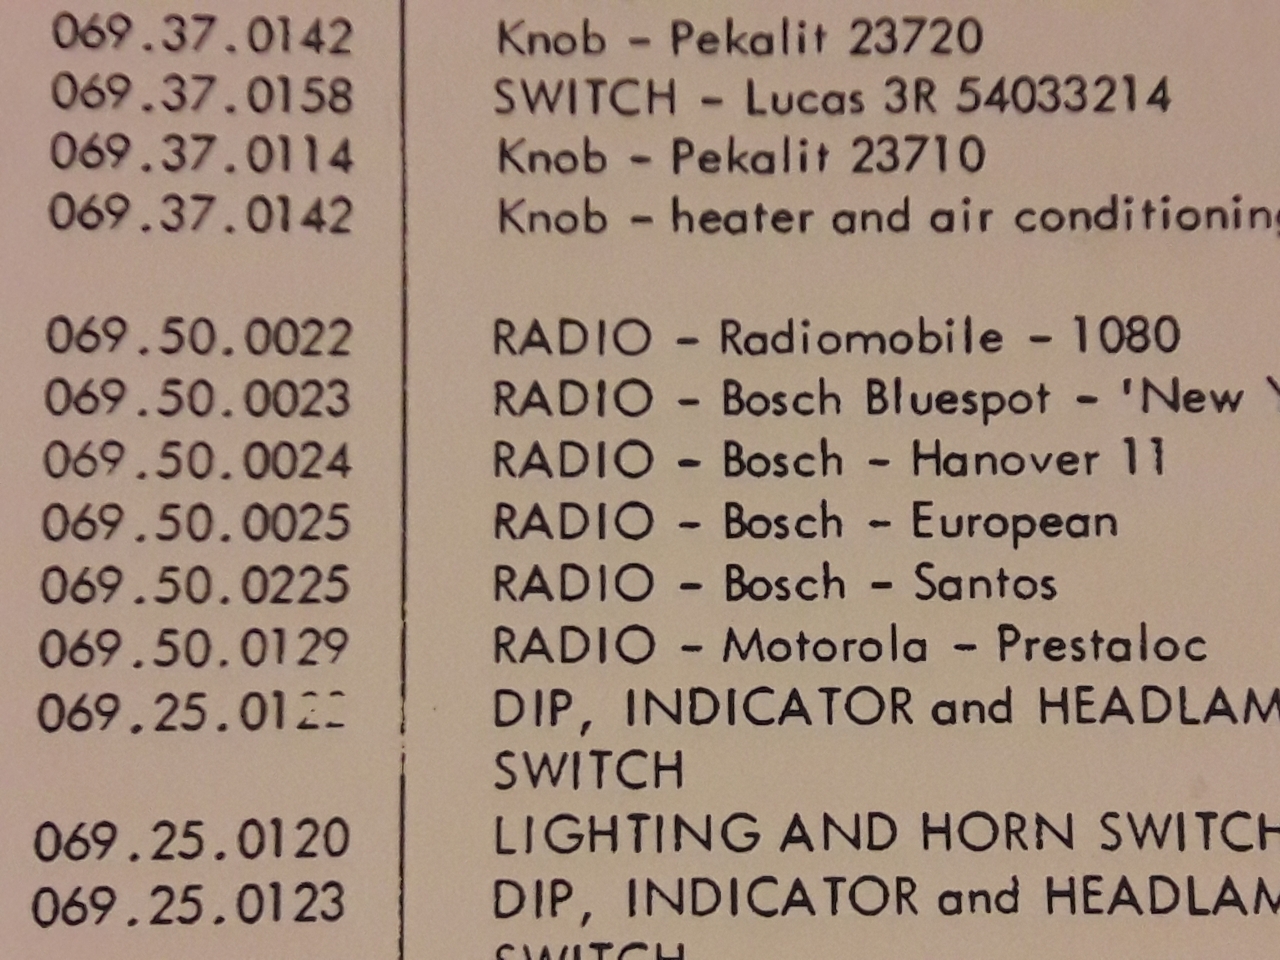 069.37.0142 Knob - Pekalit 23720
069.37.0158 SWITCH - Lucas 3R 54033214
069.37.0114 Knob - Pekalit 23710
069.37.0142 Knob - heater and air conditioning
069.50.0022 RADIO - Radiomobile - 1080
069.50.0023 RADIO - Bosch Bluespot - 'New
069.50.0024 RADIO - Bosch - Hanover 11
069.50.0025 RADIO - Bosch - European
069.50.0225 RADIO - Bosch - Santos
069.50.0129 RADIO - Motorola - Prestaloc
DIP, INDICATOR and
SWITCH
069.25.0120 LIGHTING AND HORN SWITCH
069.25.0123 DIP, INDICATOR and
SWITCH